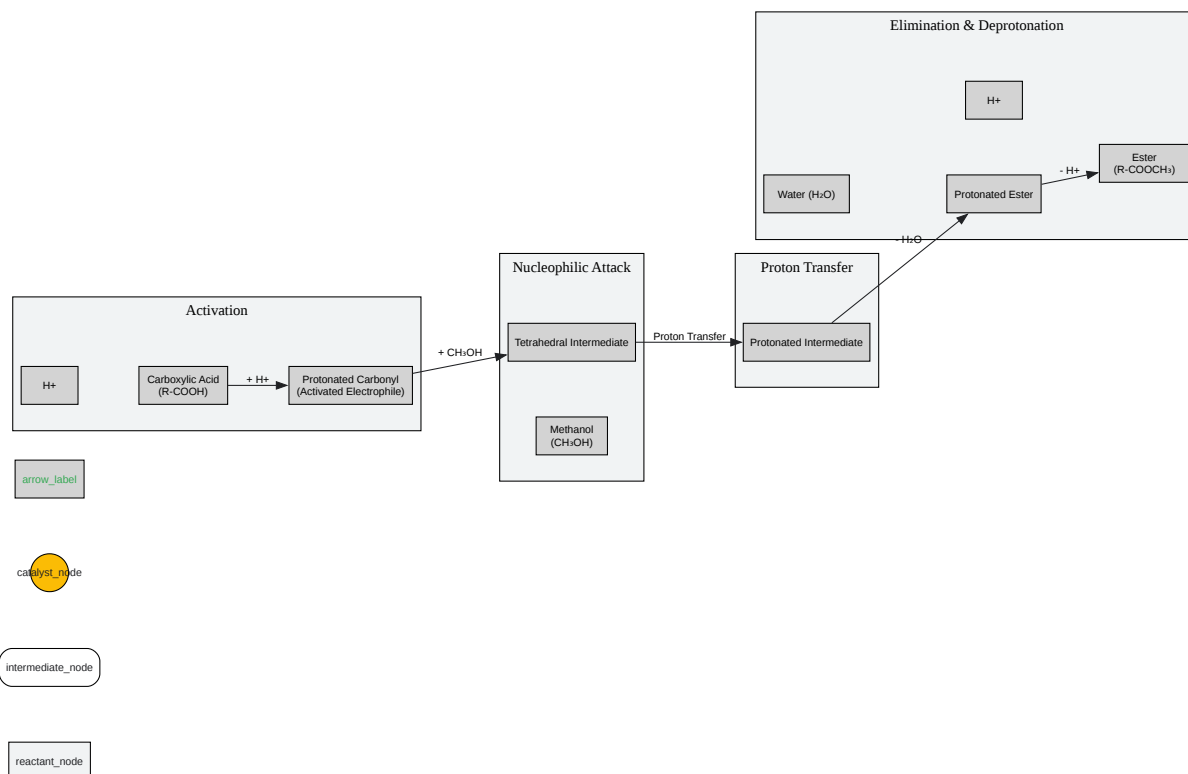 Elimination & Deprotonation
H+
Ester
(R-COOCH₃)
- H+
Water (H₂O)
Protonated Ester
- H₂O
Nucleophilic Attack
Proton Transfer
Activation
Tetrahedral Intermediate
Proton Transfer
Protonated Intermediate
+ CH₃OH
H+
Carboxylic Acid
(R-COOH)
+ H+
Protonated Carbonyl
(Activated Electrophile)
Methanol
(CH₃OH)
arrow_label
catalyst_node
intermediate_node
reactant_node